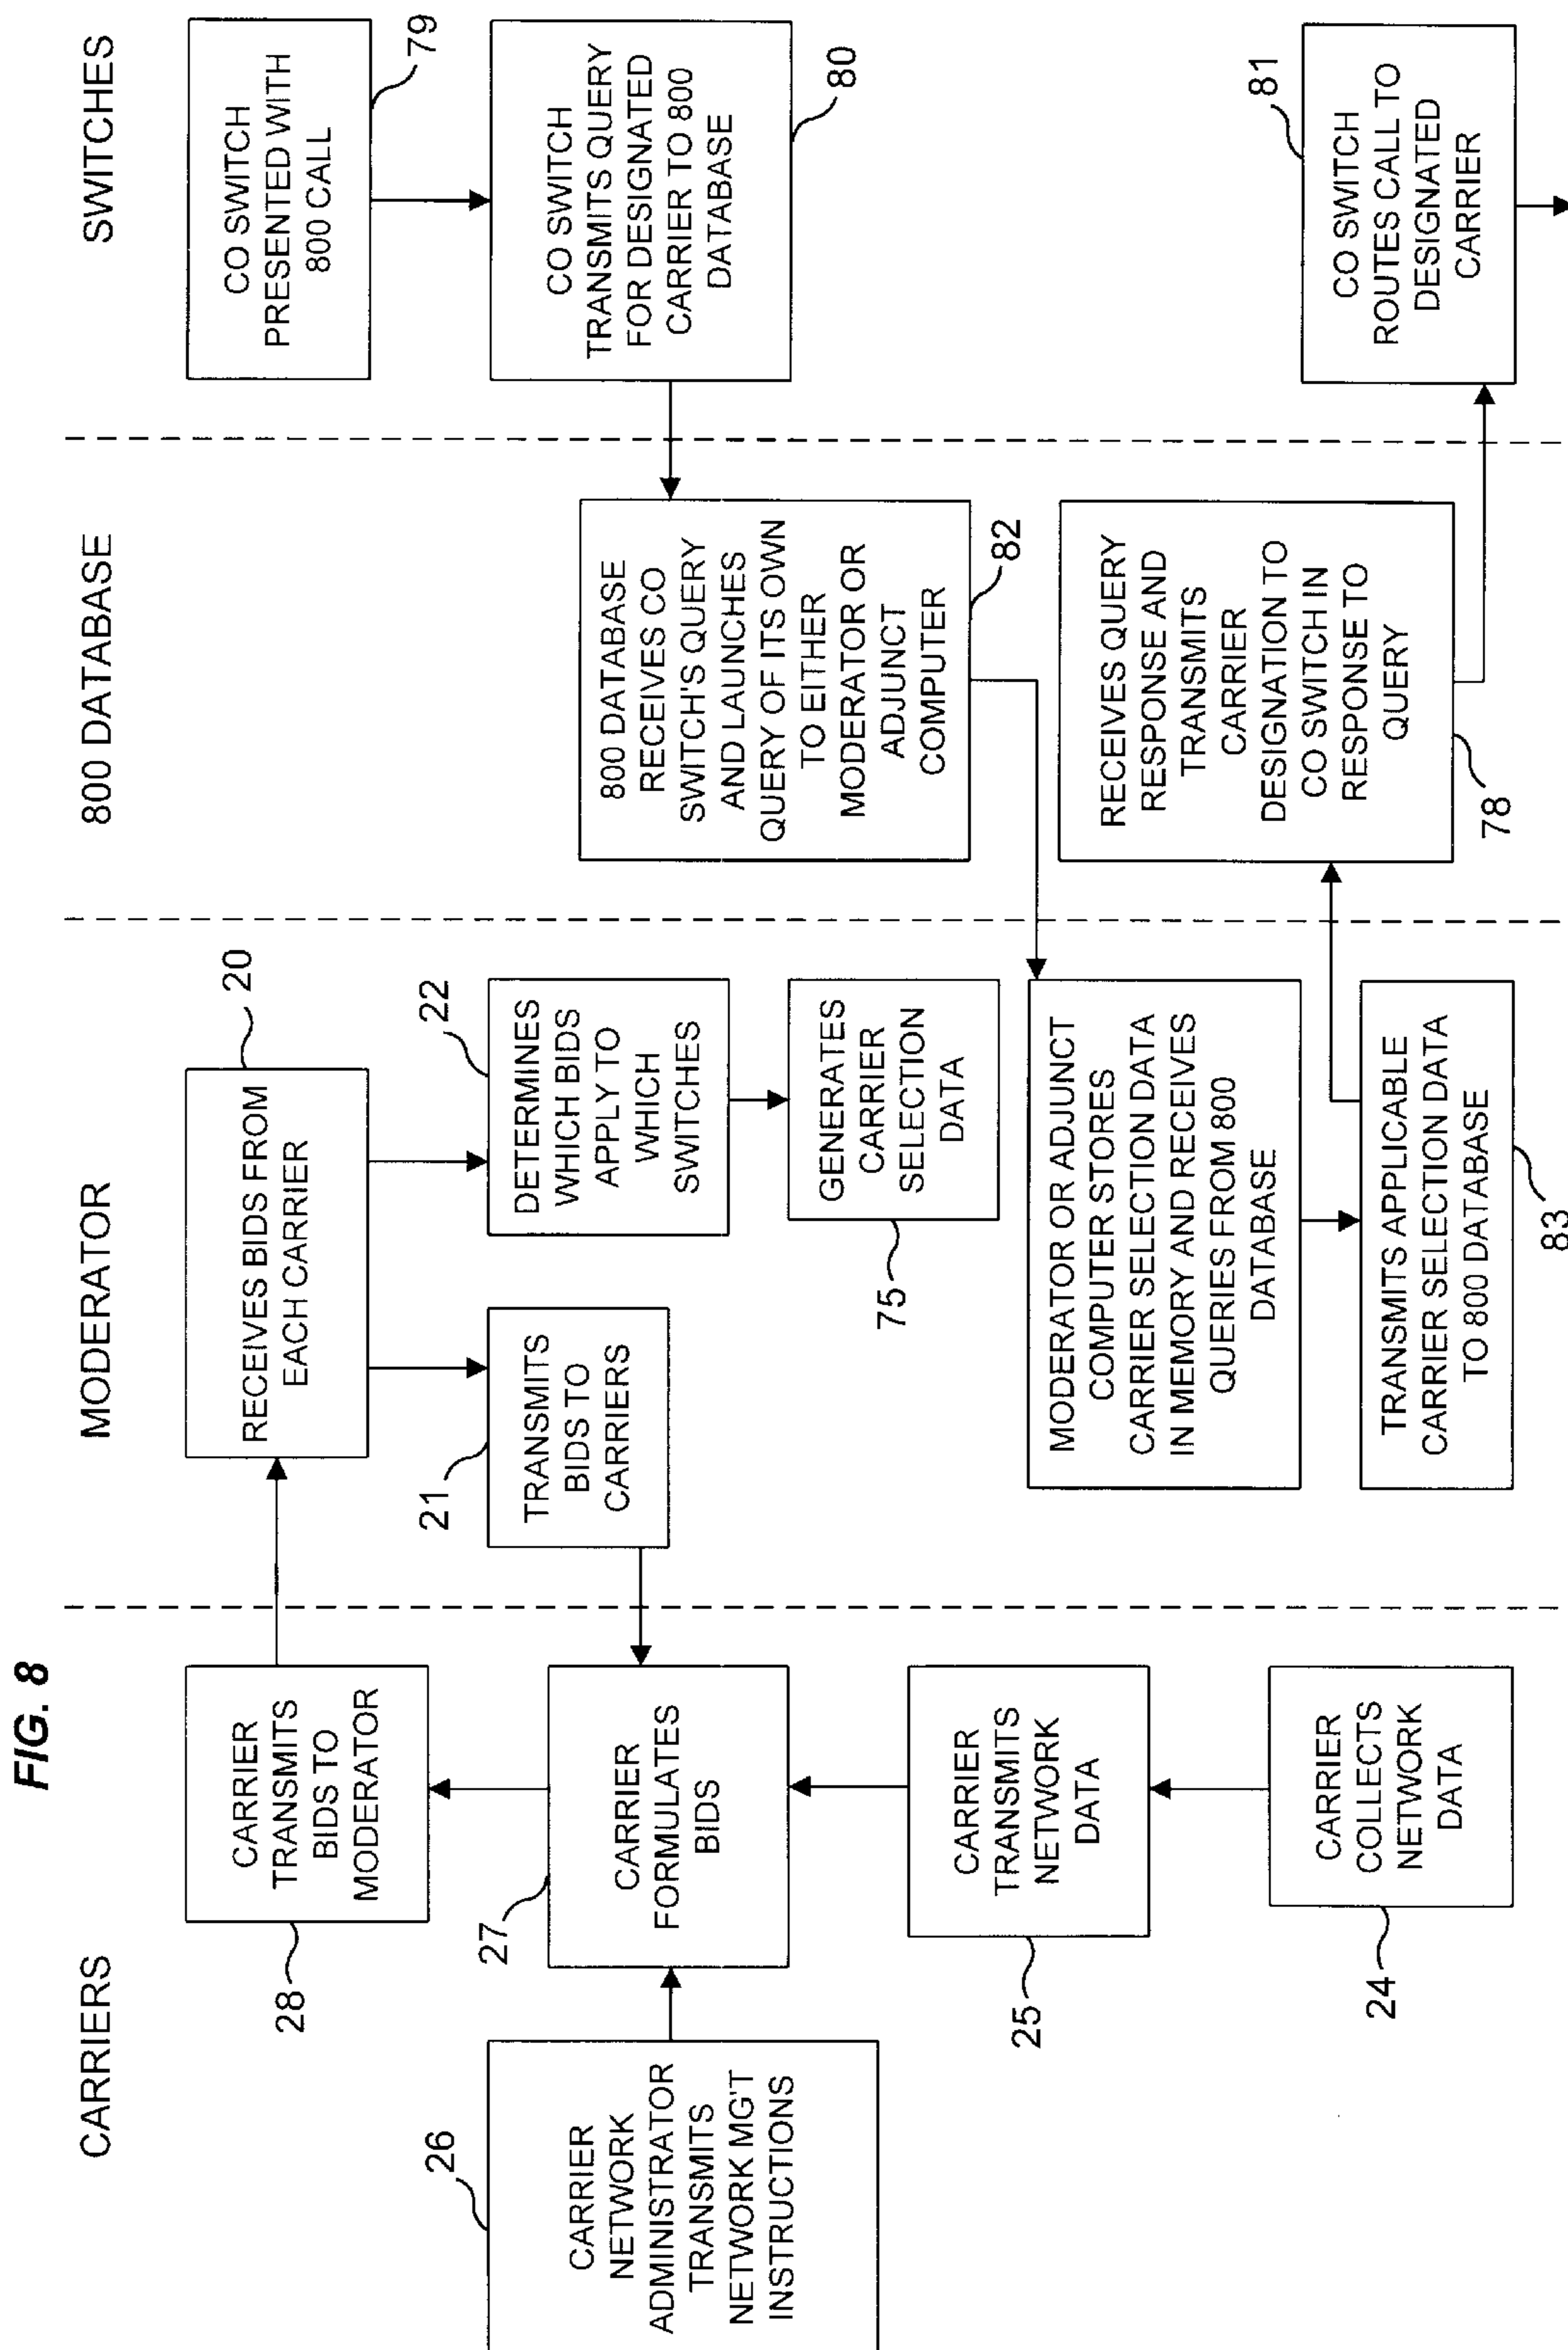 FIG. 8
CARRIERS
MODERATOR
800 DATABASE
SWITCHES
26
CARRIER
NETWORK
ADMINISTRATOR
TRANSMITS
NETWORK MG'T
INSTRUCTIONS
28
CARRIER
TRANSMITS
BIDS TO
MODERATOR
27
CARRIER
FORMULATES
BIDS
CARRIER
TRANSMITS
NETWORK
DATA
25
CARRIER
COLLECTS
NETWORK
DATA
24
20
RECEIVES BIDS FROM
EACH CARRIER
21
TRANSMITS
BIDS TO
CARRIERS
22
DETERMINES
WHICH BIDS
APPLY TO
WHICH
SWITCHES
GENERATES
CARRIER
SELECTION
DATA
75
MODERATOR OR ADJUNCT
COMPUTER STORES
CARRIER SELECTION DATA
IN MEMORY AND RECEIVES
QUERIES FROM 800
DATABASE
TRANSMITS APPLICABLE
CARRIER SELECTION DATA
TO 800 DATABASE
83
800 DATABASE
RECEIVES CO
SWITCH'S QUERY
AND LAUNCHES
QUERY OF ITS OWN
TO EITHER
MODERATOR OR
ADJUNCT
COMPUTER
82
RECEIVES QUERY
RESPONSE AND
TRANSMITS
CARRIER
DESIGNATION TO
CO SWITCH IN
RESPONSE TO
QUERY
78
CO SWITCH
PRESENTED WITH
800 CALL
79
CO SWITCH
TRANSMITS QUERY
FOR DESIGNATED
CARRIER TO 800
DATABASE
80
81
CO SWITCH
ROUTES CALL TO
DESIGNATED
CARRIER